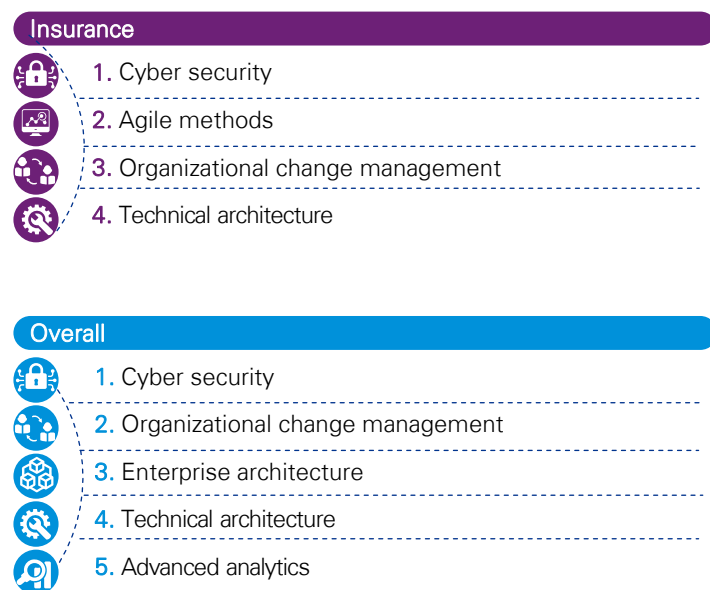 Insurance
1. Cyber security
2. Agile methods
3. Organizational change management
4. Technical architecture
Overall
1. Cyber security
2. Organizational change management
3. Enterprise architecture
4. Technical architecture
5. Advanced analytics